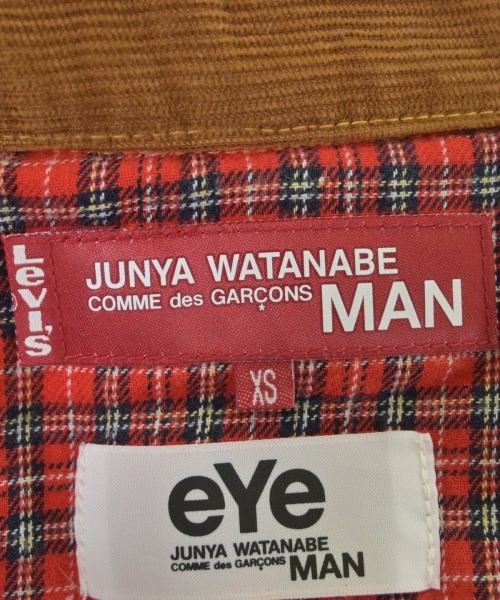 Levi's
JUNYA WATANABE
COMME des GARÇONS MAN
XS
eYe
JUNYA WATANABE
COMME des GARÇONS MAN